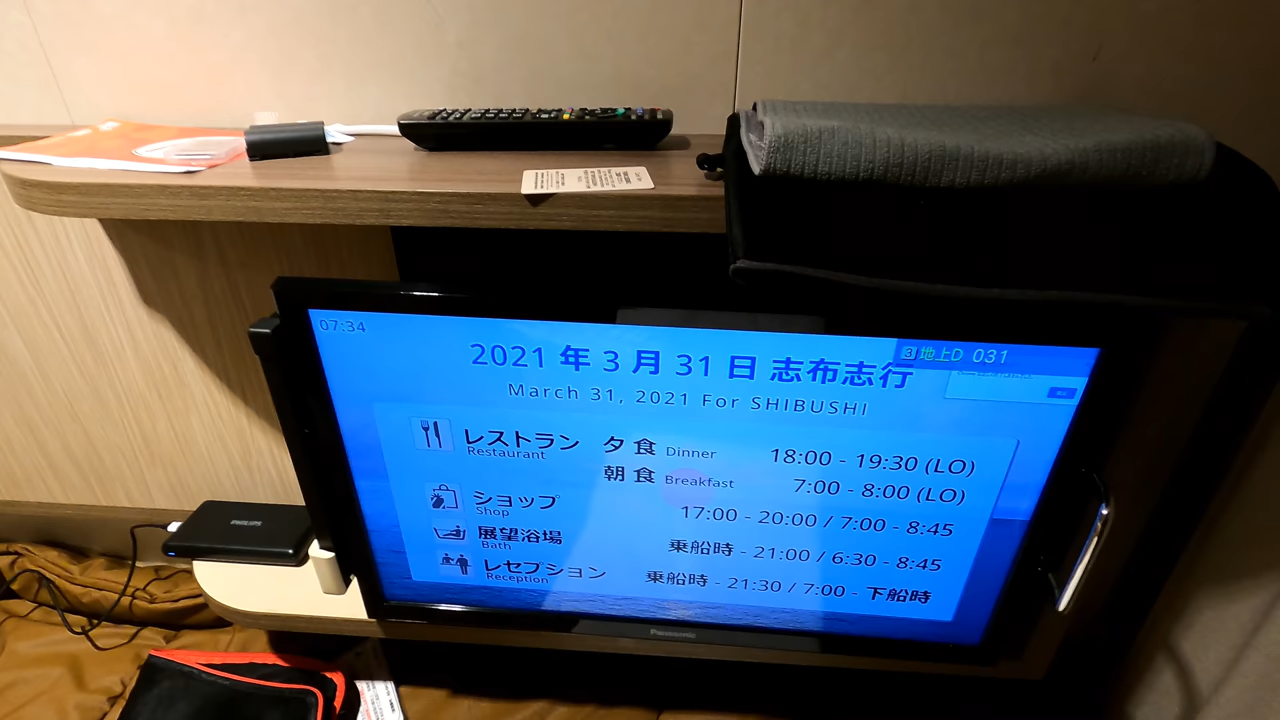 07:34
3 地上D 031
2021 年 3 月 31 日 志布志行
March 31, 2021 For SHIBUSHI
レストラン 夕食 Dinner 18:00 - 19:30 (LO)
Restaurant
朝食 Breakfast 7:00 - 8:00 (LO)
ショップ 17:00 - 20:00 / 7:00 - 8:45
Shop
展望浴場 乗船時 - 21:00 / 6:30 - 8:45
Bath
レセプション 乗船時 - 21:30 / 7:00 - 下船時
Reception
Panasonic
PHILIPS